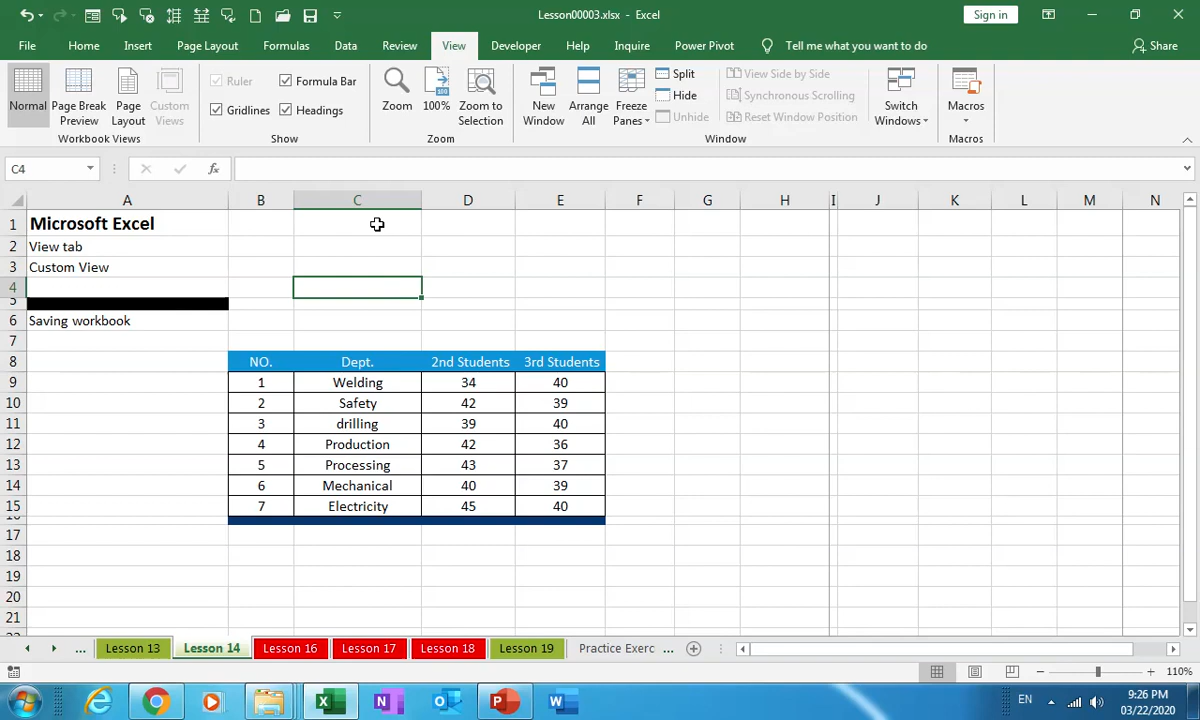 Lesson00003.xlsx - Excel
Sign in
File Home Insert Page Layout Formulas Data Review View Developer Help Inquire Power Pivot Tell me what you want to do Share
Normal
Page Break Preview
Page Layout
Custom Views
Workbook Views
Ruler
Formula Bar
Gridlines
Headings
Show
Zoom
100%
Zoom to Selection
Zoom
New Window
Arrange All
Freeze Panes
Split
Hide
Unhide
View Side by Side
Synchronous Scrolling
Reset Window Position
Window
Switch Windows
Macros
Macros
C4
fx
A B C D E F G H I J K L M N
1 Microsoft Excel
2 View tab
3 Custom View
4
5
6 Saving workbook
7
8 NO. Dept. 2nd Students 3rd Students
9 1 Welding 34 40
10 2 Safety 42 39
11 3 drilling 39 40
12 4 Production 42 36
13 5 Processing 43 37
14 6 Mechanical 40 39
15 7 Electricity 45 40
16
17
18
19
20
21
22
... Lesson 13 Lesson 14 Lesson 16 Lesson 17 Lesson 18 Lesson 19 Practice Exerc ...
110%
EN
9:26 PM
03/22/2020